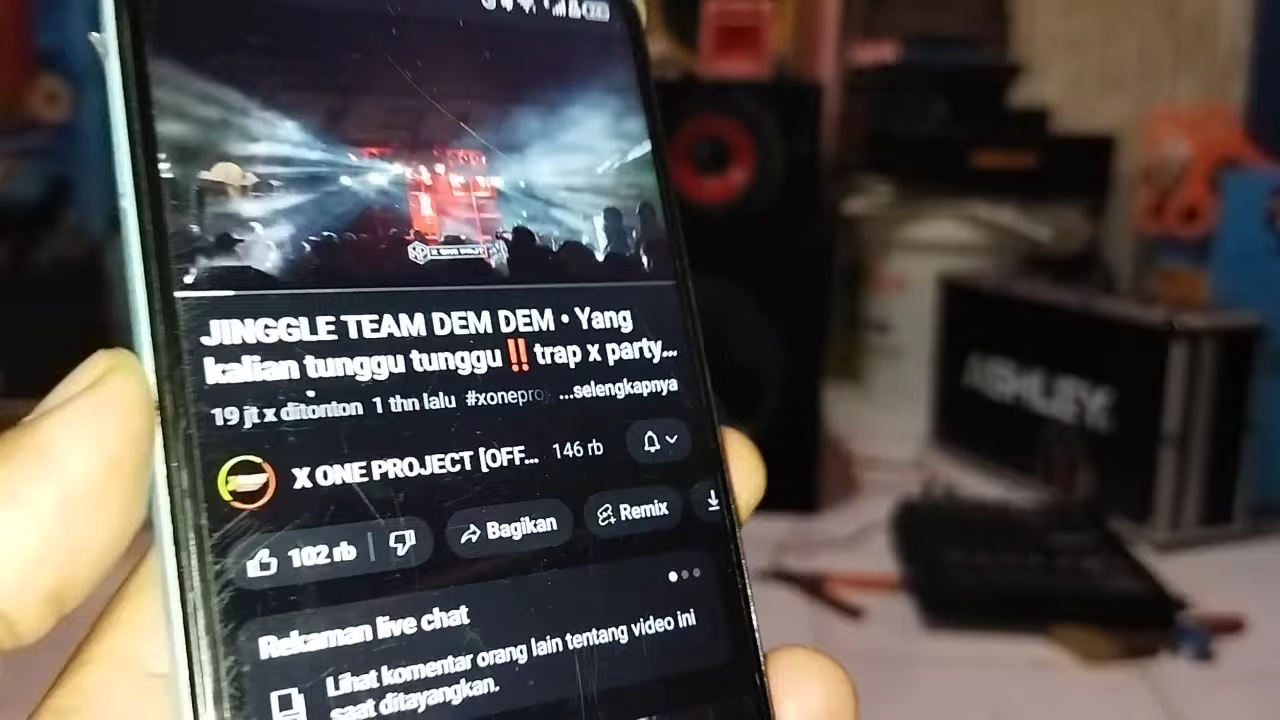 X ONE PROJECT
JINGGLE TEAM DEM DEM • Yang
kalian tunggu tunggu‼️trap x party...
19 jt x ditonton 1 thn lalu #xonepro ...selengkapnya
X ONE PROJECT [OFF... 146 rb
102 rb Bagikan Remix
Rekaman live chat
Lihat komentar orang lain tentang video ini
saat ditayangkan.
ASHLEY